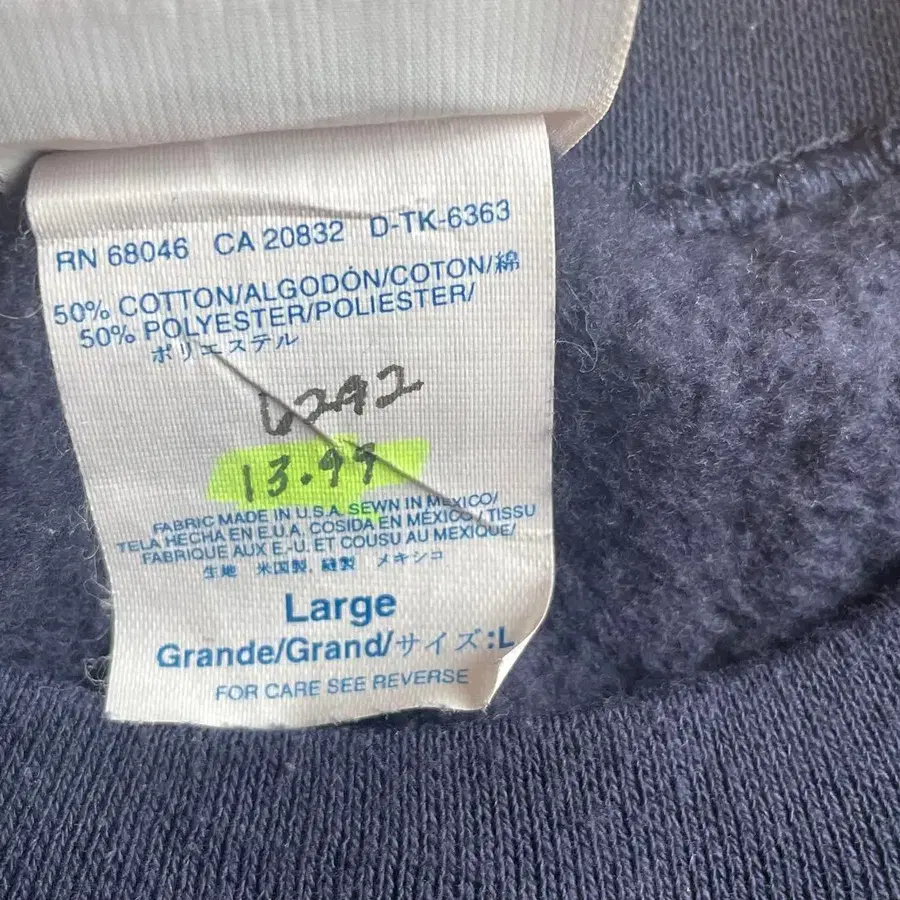 RN 68046 CA 20832 D-TK-6363
50% COTTON/ALGODÓN/COTON/綿
50% POLYESTER/POLIESTER/
ポリエステル
6292
13.99
FABRIC MADE IN U.S.A. SEWN IN MEXICO/
TELA HECHA EN E.U.A. COSIDA EN MÉXICO/TISSU
FABRIQUE AUX E.-U. ET COUSU AU MEXIQUE/
生地 米国製, 縫製 メキシコ
Large
Grande/Grand/サイズ:L
FOR CARE SEE REVERSE